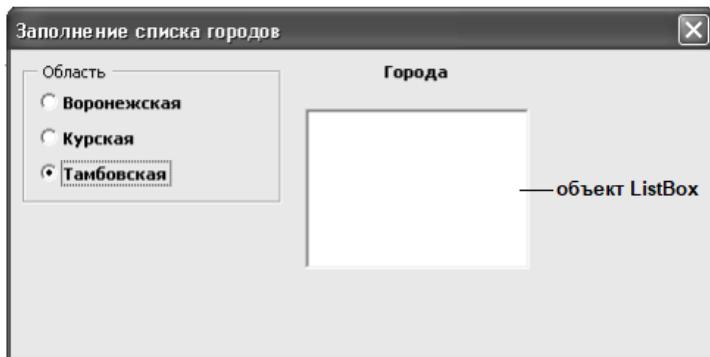 Заполнение списка городов
Область
Города
Воронежская
Курская
Тамбовская
объект ListBox